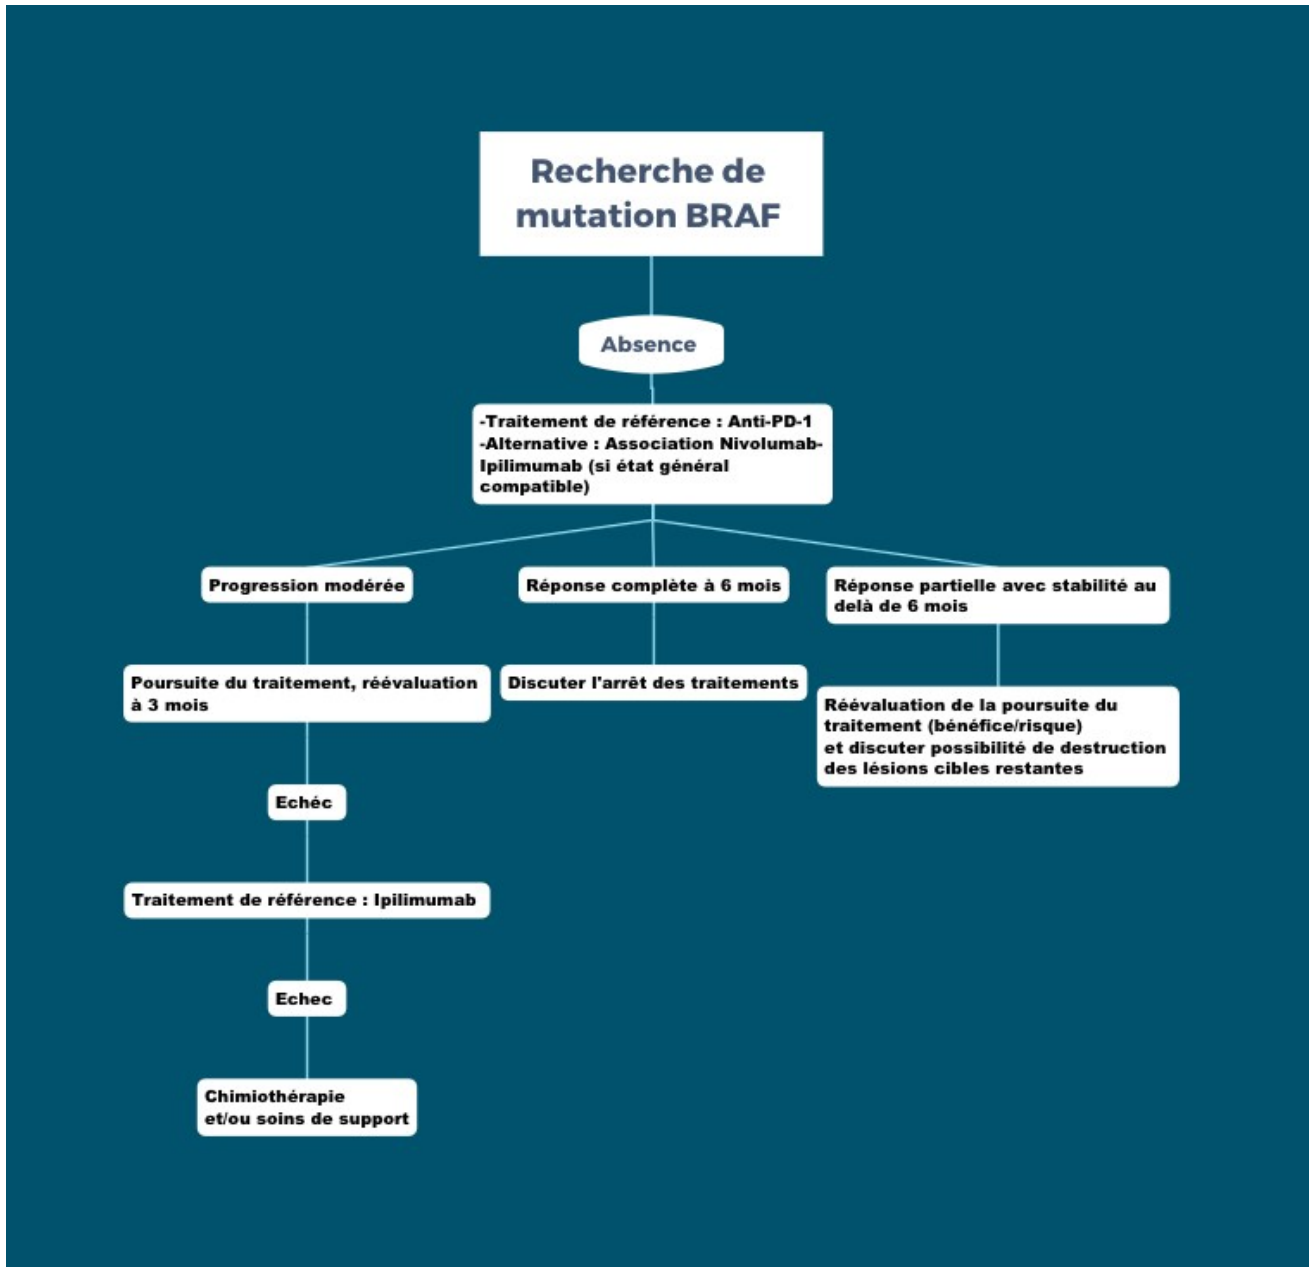 Recherche de
mutation BRAF
Absence
-Traitement de référence : Anti-PD-1
-Alternative : Association Nivolumab-
Ipilimumab (si état général
compatible)
Progression modérée
Réponse complète à 6 mois
Réponse partielle avec stabilité au
delà de 6 mois
Poursuite du traitement, réévaluation
à 3 mois
Discuter l'arrêt des traitements
Réévaluation de la poursuite du
traitement (bénéfice/risque)
et discuter possibilité de destruction
des lésions cibles restantes
Echéc
Traitement de référence : Ipilimumab
Echec
Chimiothérapie
et/ou soins de support